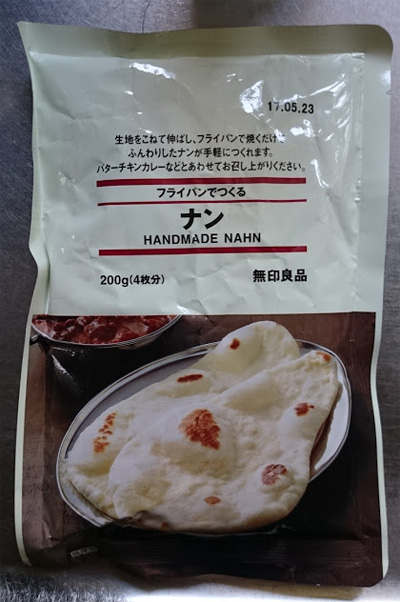 17.05.23
生地をこねて伸ばし、フライパンで焼くだけで
ふんわりしたナンが手軽につくれます。
バターチキンカレーなどとあわせてお召し上がりください。
フライパンでつくる
ナン
HANDMADE NAHN
200g(4枚分)
無印良品